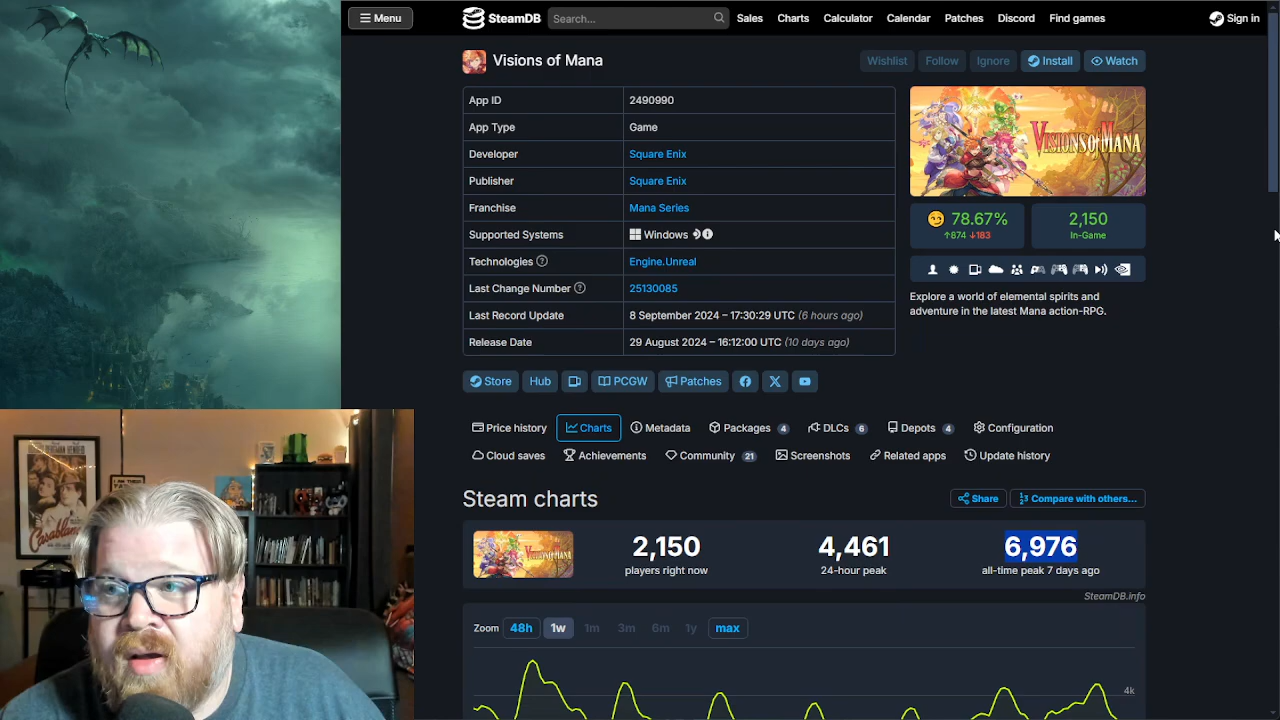 Menu
SteamDB
Search...
Sales
Charts
Calculator
Calendar
Patches
Discord
Find games
Sign in
Visions of Mana
Wishlist
Follow
Ignore
Install
Watch
App ID 2490990
App Type Game
Developer Square Enix
Publisher Square Enix
Franchise Mana Series
Supported Systems Windows
Technologies Engine.Unreal
Last Change Number 25130085
Last Record Update 8 September 2024 – 17:30:29 UTC (6 hours ago)
Release Date 29 August 2024 – 16:12:00 UTC (10 days ago)
VISIONS of MANA
78.67%
↑874 ↓183
2,150
In-Game
Explore a world of elemental spirits and
adventure in the latest Mana action-RPG.
Store
Hub
PCGW
Patches
Price history
Charts
Metadata
Packages 4
DLCs 6
Depots 4
Configuration
Cloud saves
Achievements
Community 21
Screenshots
Related apps
Update history
Steam charts
Share
Compare with others...
VISIONS of MANA
2,150
players right now
4,461
24-hour peak
6,976
all-time peak 7 days ago
SteamDB.info
Zoom 48h 1w 1m 3m 6m 1y max
4k
Casablanca